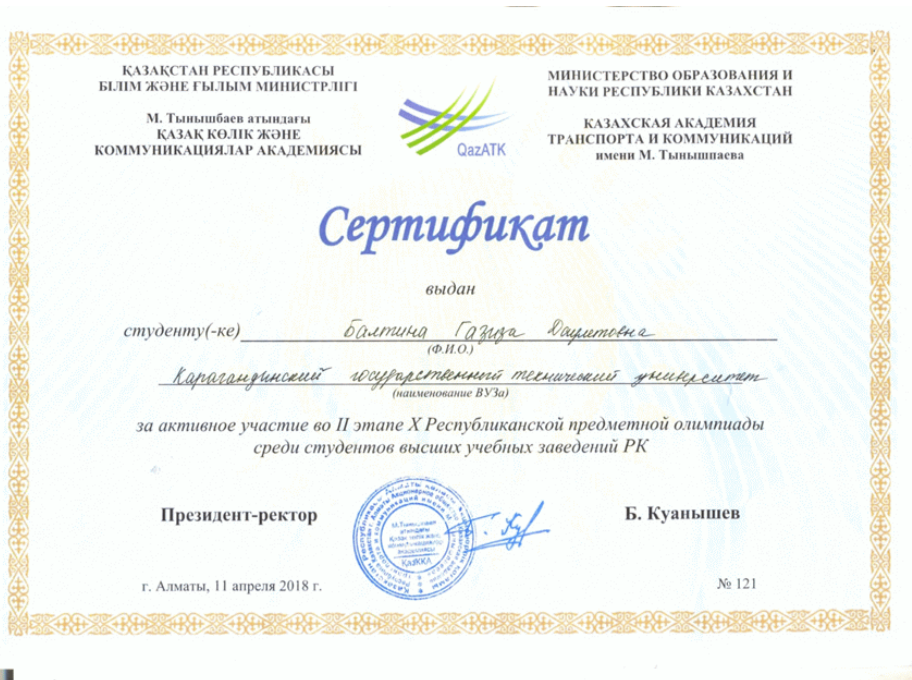 ҚАЗАҚСТАН РЕСПУБЛИКАСЫ
БІЛІМ ЖӘНЕ ҒЫЛЫМ МИНИСТРЛІГІ
М. Тынышбаев атындағы
ҚАЗАҚ КӨЛІК ЖӘНЕ
КОММУНИКАЦИЯЛАР АКАДЕМИЯСЫ
QazATK
МИНИСТЕРСТВО ОБРАЗОВАНИЯ И
НАУКИ РЕСПУБЛИКИ КАЗАХСТАН
КАЗАХСКАЯ АКАДЕМИЯ
ТРАНСПОРТА И КОММУНИКАЦИЙ
имени М. Тынышпаева
Сертификат
выдан
студенту(-ке) Балтина Газиза Даулетовна
(Ф.И.О.)
Карагандинский государственный технический университет
(наименование ВУЗа)
за активное участие во II этапе X Республиканской предметной олимпиады
среди студентов высших учебных заведений РК
Президент-ректор
Б. Куанышев
г. Алматы, 11 апреля 2018 г.
№ 121